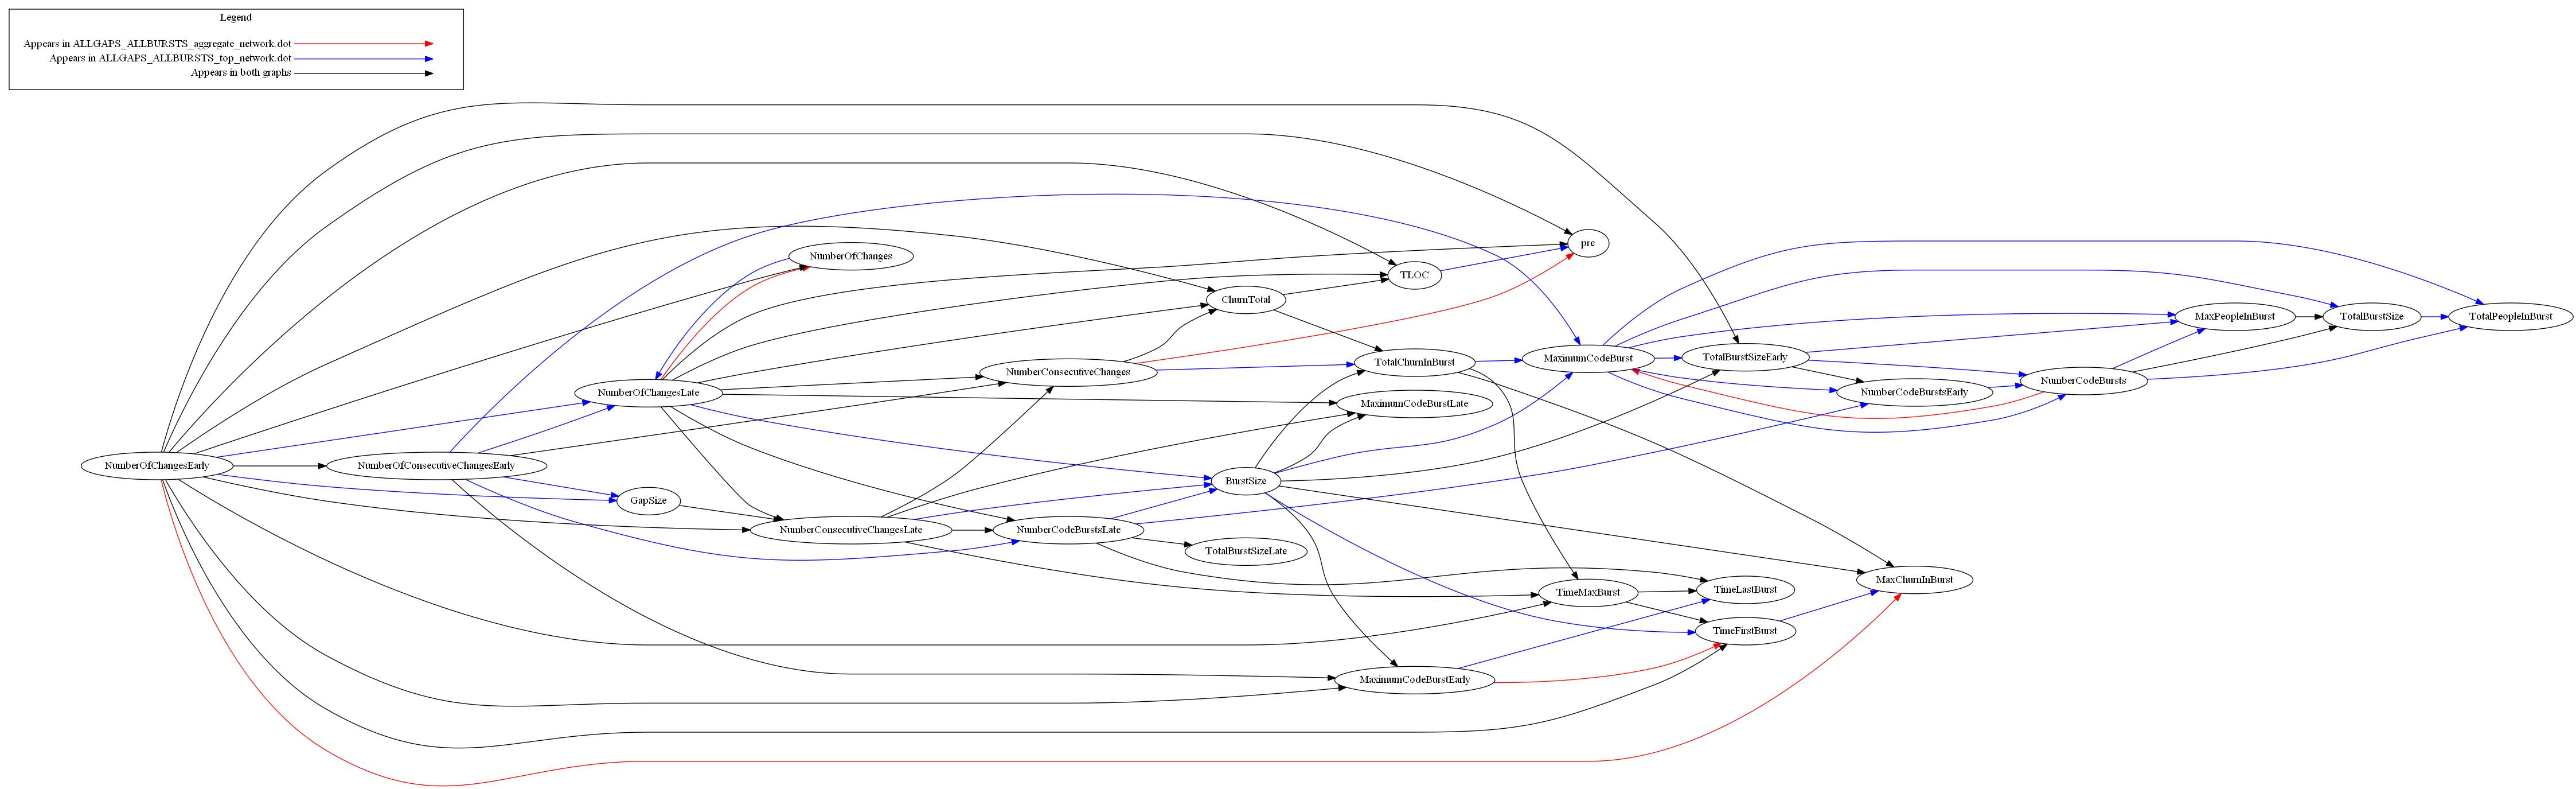 Legend
Appears in ALLGAPS_ALLBURSTS_aggregate_network.dot
Appears in ALLGAPS_ALLBURSTS_top_network.dot
Appears in both graphs
pre
NumberOfChanges
TLOC
ChurnTotal
MaxPeopleInBurst
TotalBurstSize
TotalPeopleInBurst
TotalBurstSizeEarly
MaximumCodeBurst
TotalChurnInBurst
NumberConsecutiveChanges
NumberCodeBursts
NumberCodeBurstsEarly
NumberOfChangesLate
MaximumCodeBurstLate
NumberOfChangesEarly
NumberOfConsecutiveChangesEarly
BurstSize
GapSize
NumberConsecutiveChangesLate
NumberCodeBurstsLate
TotalBurstSizeLate
MaxChurnInBurst
TimeLastBurst
TimeMaxBurst
TimeFirstBurst
MaximumCodeBurstEarly